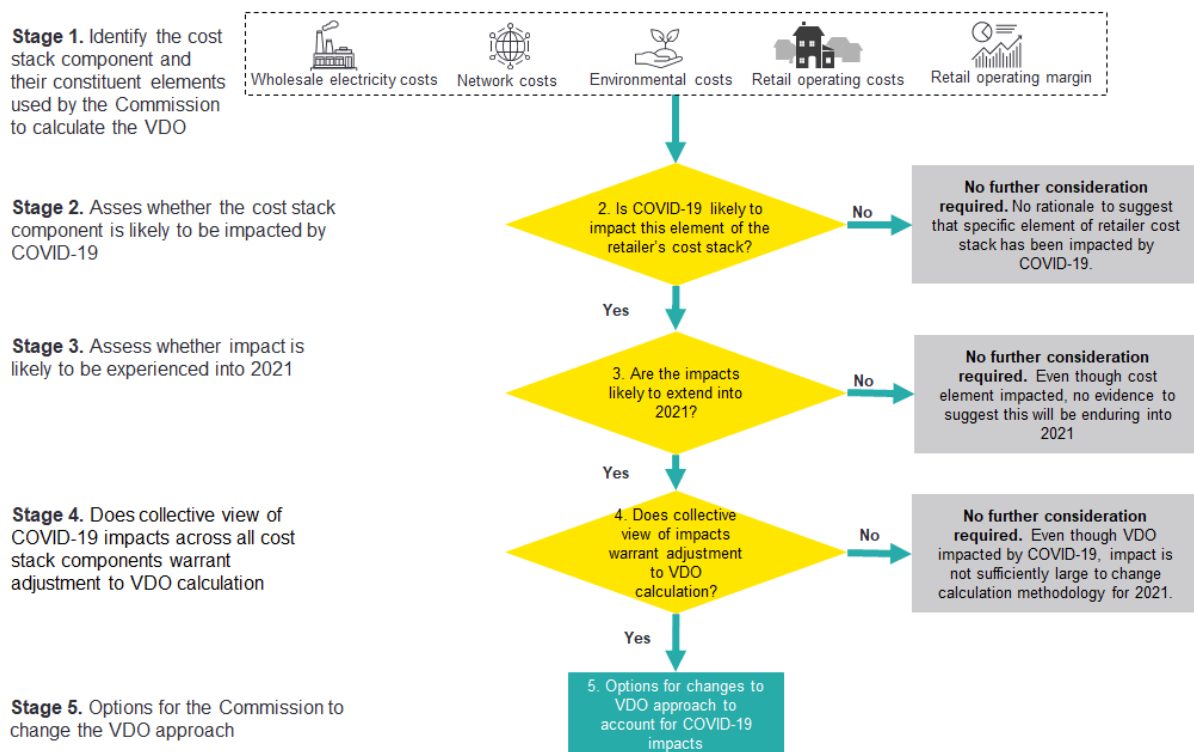 Stage 1. Identify the cost
stack component and
their constituent elements
used by the Commission
to calculate the VDO
Wholesale electricity costs
Network costs
Environmental costs
Retail operating costs
Retail operating margin
Stage 2. Asses whether the cost stack
component is likely to be impacted by
COVID-19
2. Is COVID-19 likely to
impact this element of the
retailer's cost stack?
No
No further consideration
required. No rationale to suggest
that specific element of retailer cost
stack has been impacted by
COVID-19.
Yes
Stage 3. Assess whether impact is
likely to be experienced into 2021
3. Are the impacts
likely to extend into
2021?
No
No further consideration
required. Even though cost
element impacted, no evidence to
suggest this will be enduring into
2021
Yes
Stage 4. Does collective view of
COVID-19 impacts across all cost
stack components warrant
adjustment to VDO calculation
4. Does collective
view of impacts
warrant adjustment
to VDO
calculation?
No
No further consideration
required. Even though VDO
impacted by COVID-19, impact is
not sufficiently large to change
calculation methodology for 2021.
Yes
Stage 5. Options for the Commission to
change the VDO approach
5. Options for changes to
VDO approach to
account for COVID-19
impacts